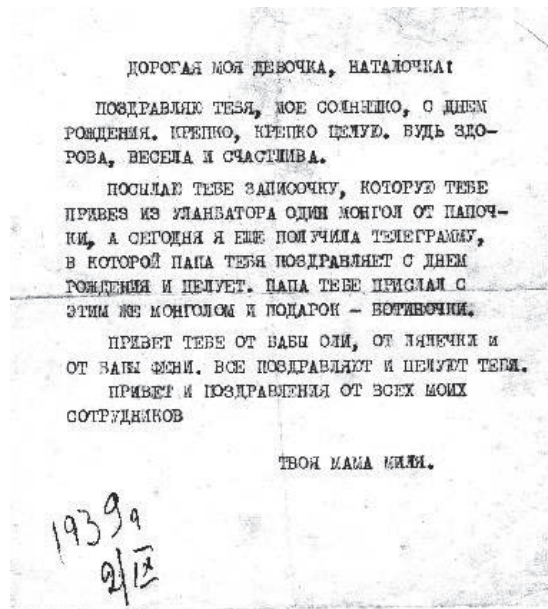 ДОРОГАЯ МОЯ ДЕВОЧКА, НАТАЛОЧКА!
ПОЗДРАВЛЯЮ ТЕБЯ, МОЕ СОЛНЫШКО, С ДНЕМ
РОЖДЕНИЯ. КРЕПКО, КРЕПКО ЦЕЛУЮ. БУДЬ ЗДО-
РОВА, ВЕСЕЛА И СЧАСТЛИВА.
ПОСЫЛАЮ ТЕБЕ ЗАПИСОЧКУ, КОТОРУЮ ТЕБЕ
ПРИВЕЗ ИЗ УЛАНБАТОРА ОДИН МОНГОЛ ОТ ПАПОЧ-
КИ, А СЕГОДНЯ Я ЕЩЕ ПОЛУЧИЛА ТЕЛЕГРАММУ,
В КОТОРОЙ ПАПА ТЕБЯ ПОЗДРАВЛЯЕТ С ДНЕМ
РОЖДЕНИЯ И ЦЕЛУЕТ. ПАПА ТЕБЕ ПРИСЛАЛ С
ЭТИМ ЖЕ МОНГОЛОМ И ПОДАРОК – БОТИНОЧКИ.
ПРИВЕТ ТЕБЕ ОТ БАБЫ ОЛИ, ОТ ЛЯЛЕЧКИ И
ОТ БАБЫ ФЕНИ. ВСЕ ПОЗДРАВЛЯЮТ И ЦЕЛУЮТ ТЕБЯ.
ПРИВЕТ И ПОЗДРАВЛЕНИЯ ОТ ВСЕХ МОИХ
СОТРУДНИКОВ
ТВОЯ МАМА МИЛЯ.
1939
2/IX